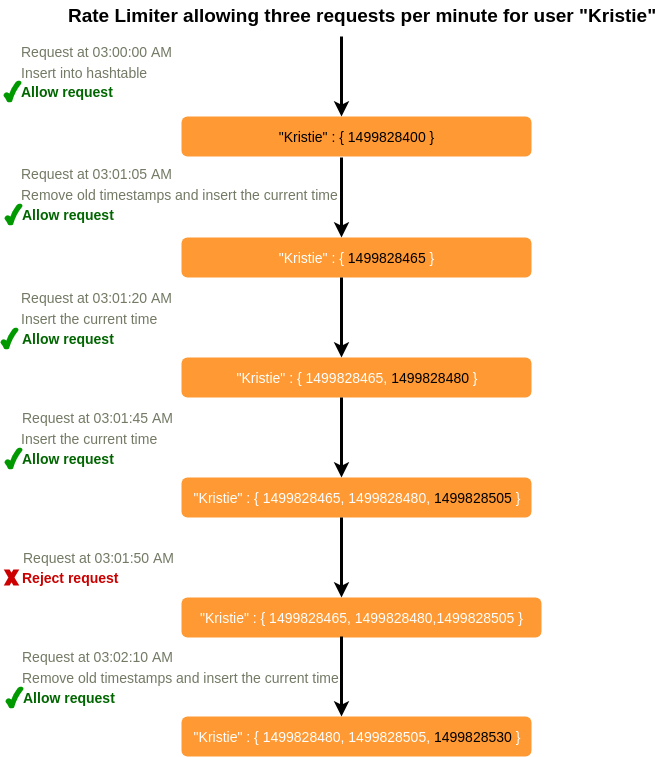 Rate Limiter allowing three requests per minute for user "Kristie"
Request at 03:00:00 AM
Insert into hashtable
Allow request
"Kristie" : { 1499828400 }
Request at 03:01:05 AM
Remove old timestamps and insert the current time
Allow request
"Kristie" : { 1499828465 }
Request at 03:01:20 AM
Insert the current time
Allow request
"Kristie" : { 1499828465, 1499828480 }
Request at 03:01:45 AM
Insert the current time
Allow request
"Kristie" : { 1499828465, 1499828480, 1499828505 }
Request at 03:01:50 AM
Reject request
"Kristie" : { 1499828465, 1499828480,1499828505 }
Request at 03:02:10 AM
Remove old timestamps and insert the current time
Allow request
"Kristie" : { 1499828480, 1499828505, 1499828530 }